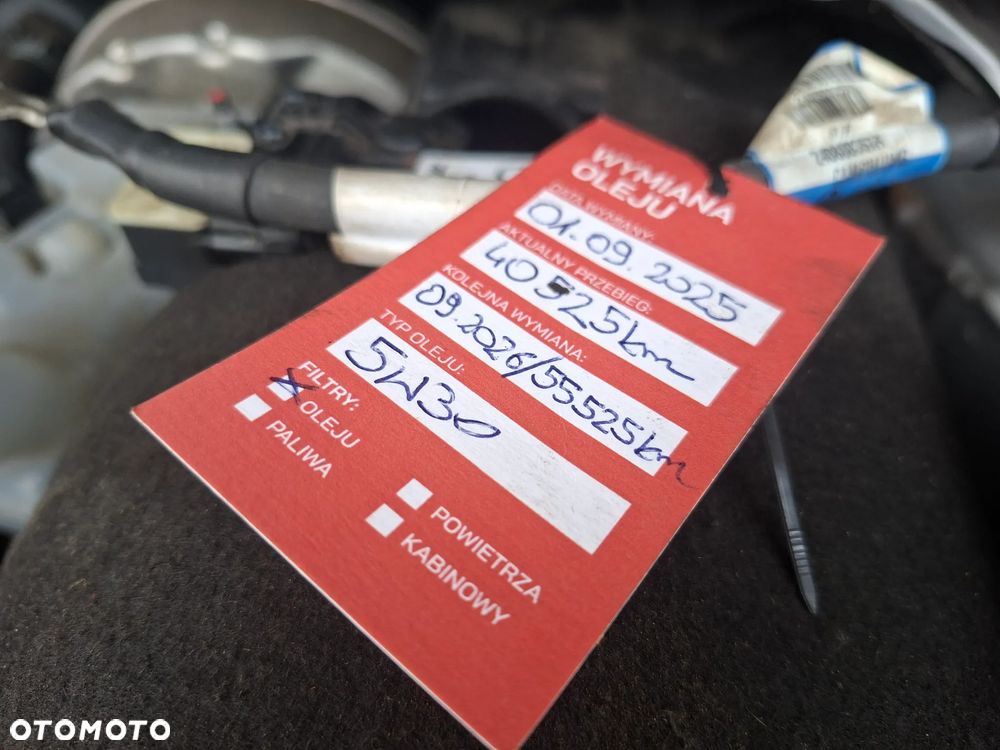 WYMIANA
OLEJU
DATA WYMIANY:
01.09.2025
AKTUALNY PRZEBIEG:
40525km
KOLEJNA WYMIANA:
09.2026/55525km
TYP OLEJU:
5W30
FILTRY:
OLEJU
PALIWA
POWIETRZA
KABINOWY
OTOMOTO